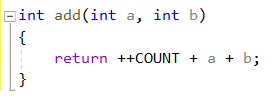 int add(int a, int b)
{
    return ++COUNT + a + b;
}